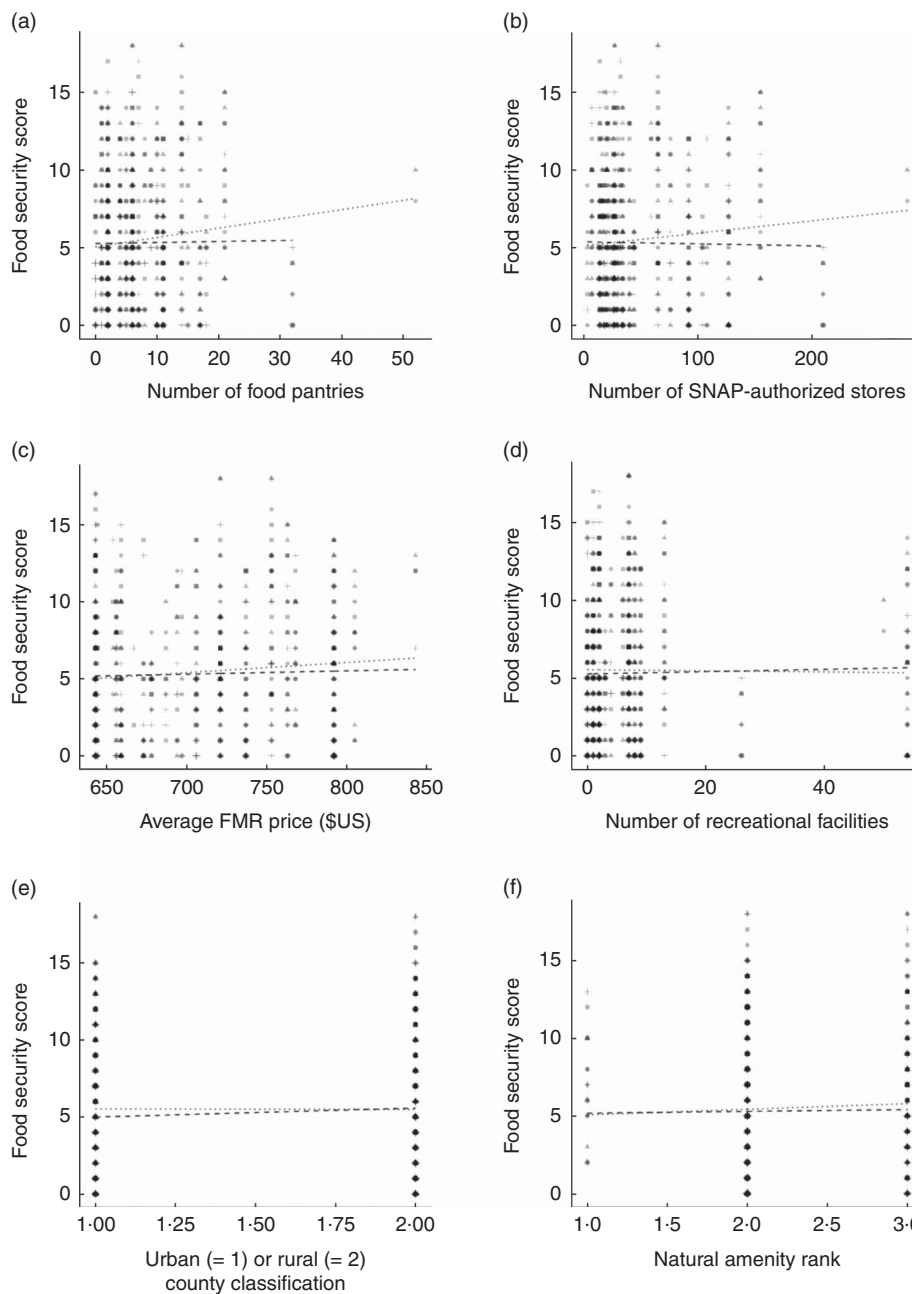 (a)
Food security score
15
10
5
0
0 10 20 30 40 50
Number of food pantries
(b)
Food security score
15
10
5
0
0 100 200
Number of SNAP-authorized stores
(c)
Food security score
15
10
5
0
650 700 750 800 850
Average FMR price ($US)
(d)
Food security score
15
10
5
0
0 20 40
Number of recreational facilities
(e)
Food security score
15
10
5
0
1·00 1·25 1·50 1·75 2·00
Urban (= 1) or rural (= 2)
county classification
(f)
Food security score
15
10
5
0
1·0 1·5 2·0 2·5
Natural amenity rank